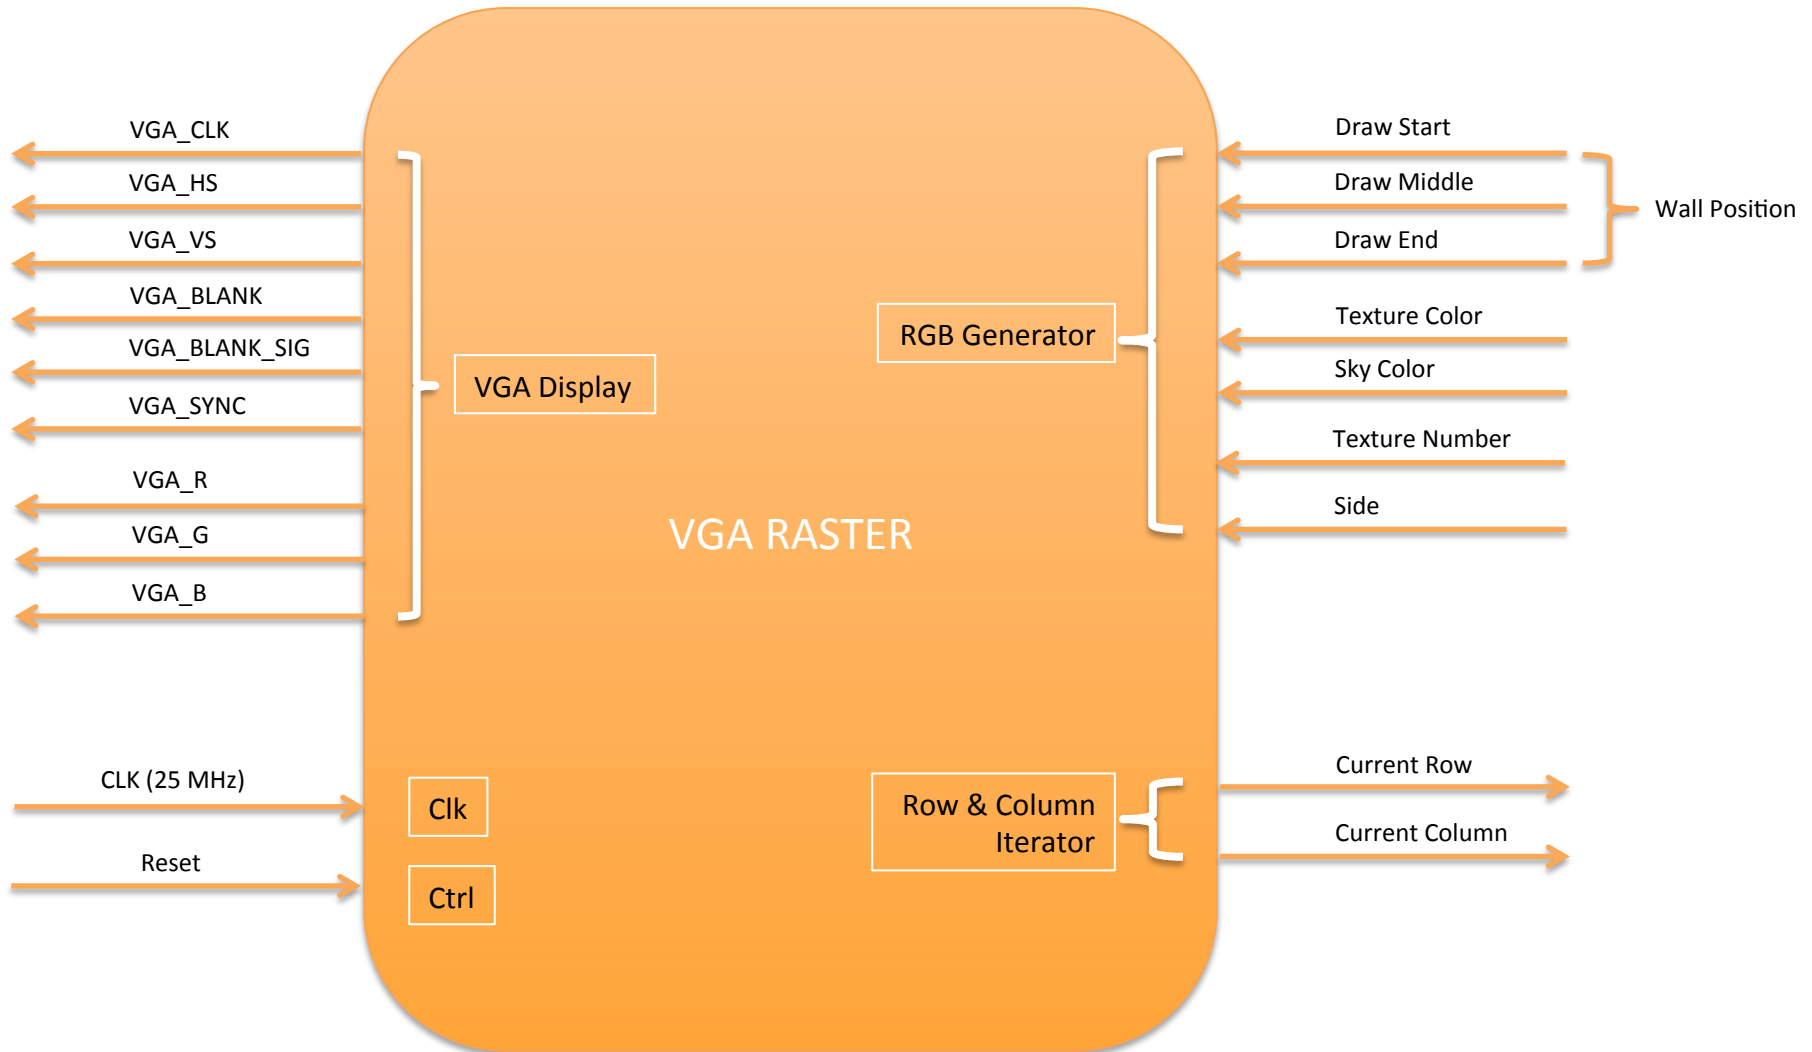 VGA_CLK
VGA_HS
VGA_VS
VGA_BLANK
VGA_BLANK_SIG
VGA_SYNC
VGA_R
VGA_G
VGA_B
CLK (25 MHz)
Reset
VGA Display
Clk
Ctrl
VGA RASTER
RGB Generator
Row & Column
Iterator
Draw Start
Draw Middle
Draw End
Wall Position
Texture Color
Sky Color
Texture Number
Side
Current Row
Current Column